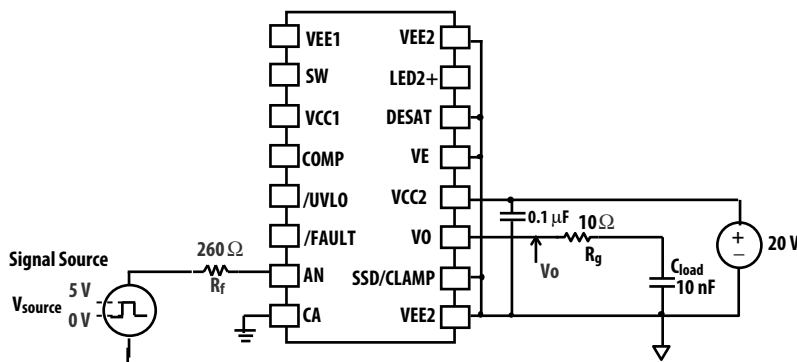 VEE1
VEE2
SW
LED2+
VCC1
DESAT
COMP
VE
/UVLO
VCC2
/FAULT
VO
AN
SSD/CLAMP
CA
VEE2
Signal Source
Vsource
5 V
0 V
260 Ω
Rf
0.1 μF
10Ω
Rg
Vo
Cload
10 nF
+
−
20 V